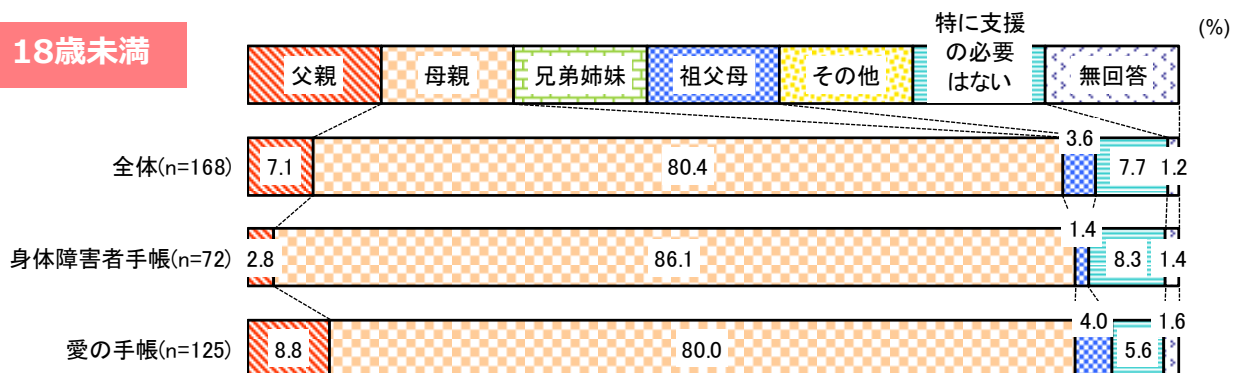 18歳未満
(%)
父親 母親 兄弟姉妹 祖父母 その他 特に支援の必要はない 無回答
全体(n=168) 7.1 80.4 3.6 7.7 1.2
身体障害者手帳(n=72) 2.8 86.1 1.4 8.3 1.4
愛の手帳(n=125) 8.8 80.0 4.0 5.6 1.6